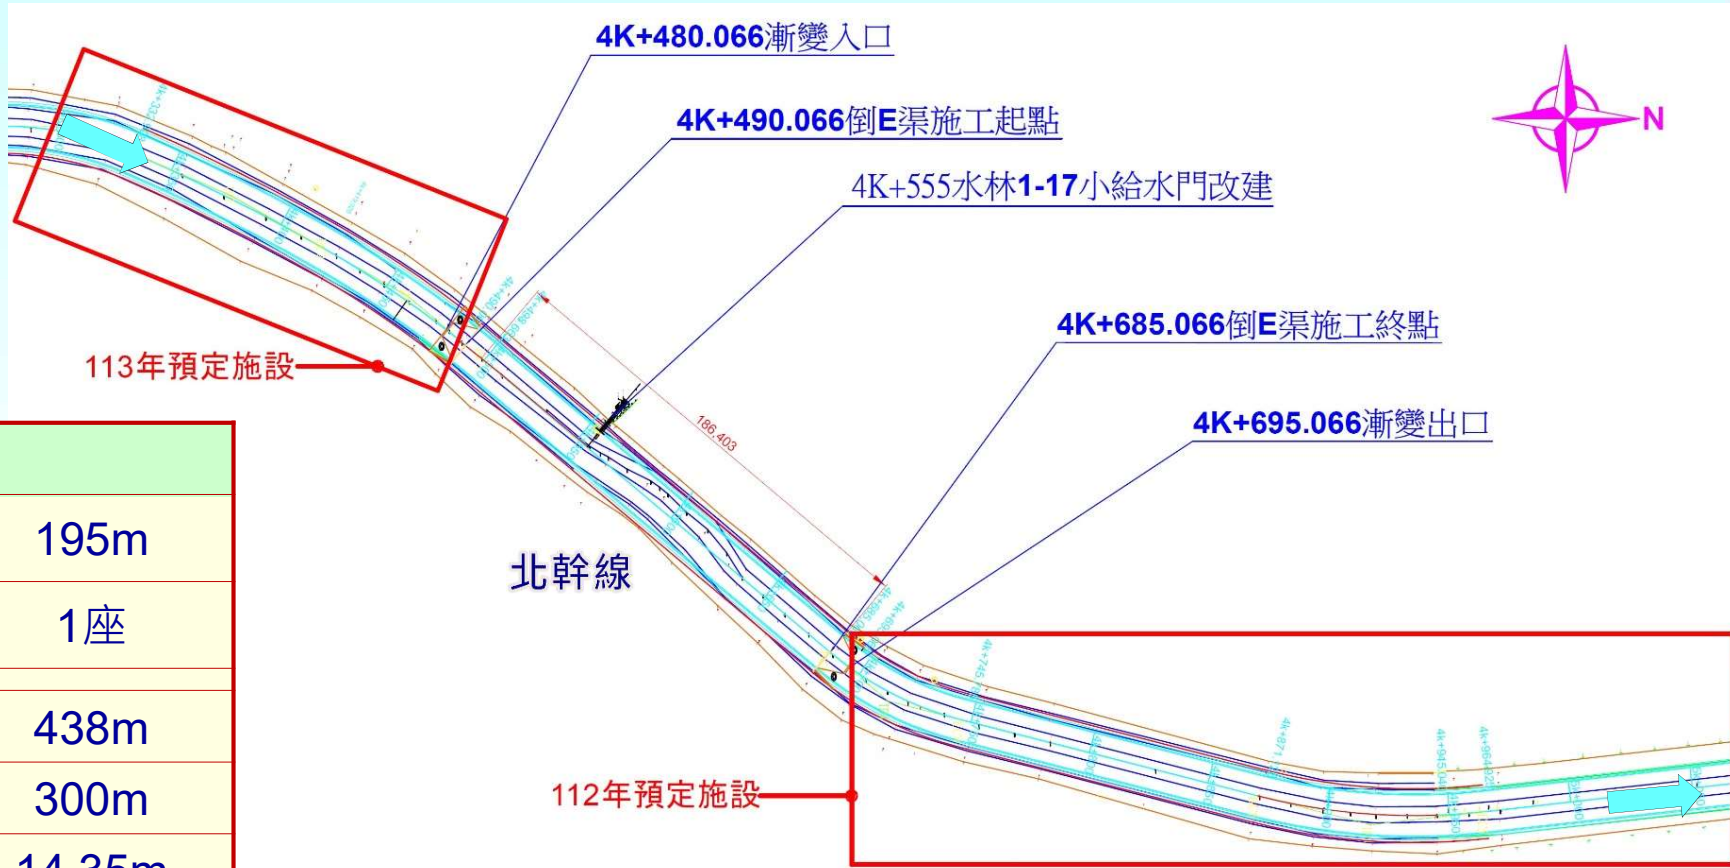 4K+480.066漸變入口
4K+490.066倒E渠施工起點
N
4K+555水林1-17小給水門改建
4K+685.066倒E渠施工終點
113年預定施設
186.403
4K+695.066漸變出口
195m
北幹線
1座
438m
300m
112年預定施設
14.35m